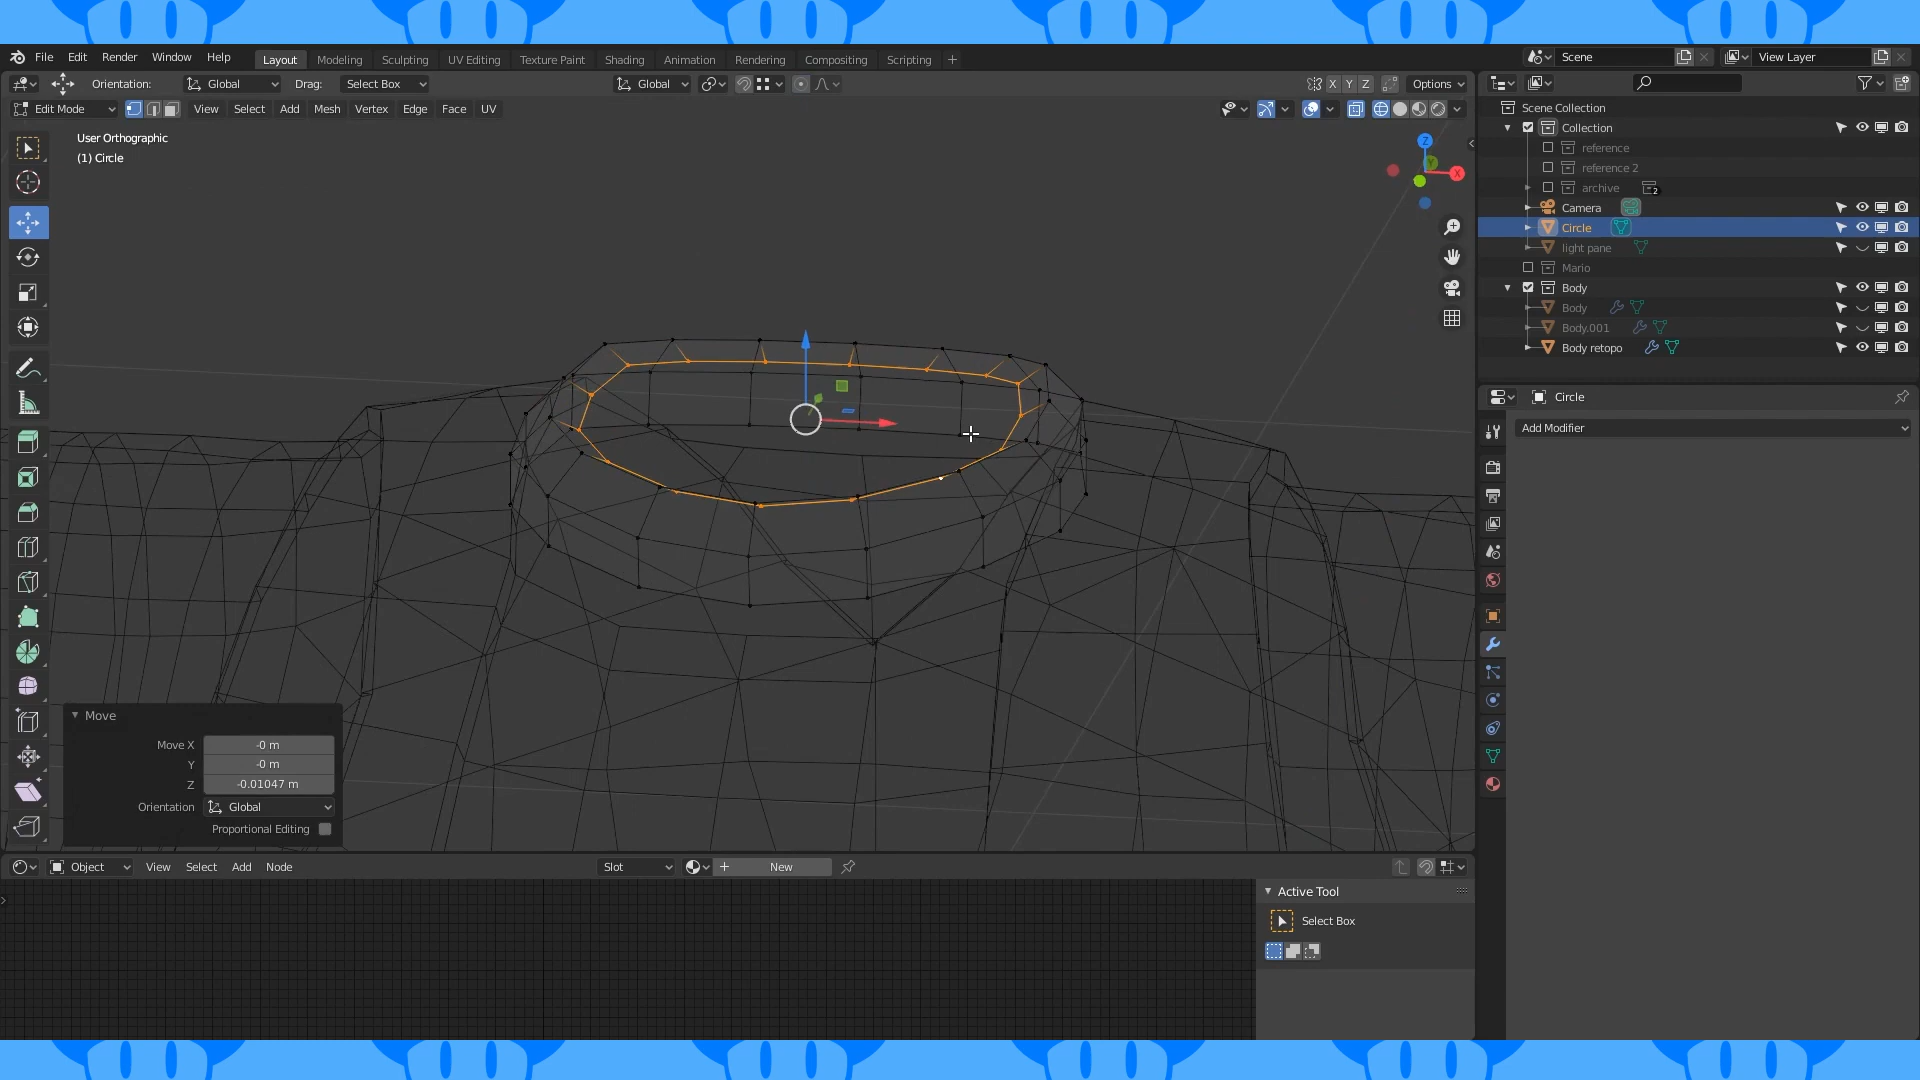 File Edit Render Window Help Layout Modeling Sculpting UV Editing Texture Paint Shading Animation Rendering Compositing Scripting + Scene View Layer
Orientation: Global Drag: Select Box Global X Y Z Options
Edit Mode View Select Add Mesh Vertex Edge Face UV
User Orthographic
(1) Circle
Z
Y
X
Scene Collection
Collection
reference
reference 2
archive 2
Camera
Circle
light pane
Mario
Body
Body
Body.001
Body retopo
Circle
Add Modifier
Move
Move X -0 m
Y -0 m
Z -0.01047 m
Orientation Global
Proportional Editing
Object View Select Add Node Slot New
Active Tool
Select Box